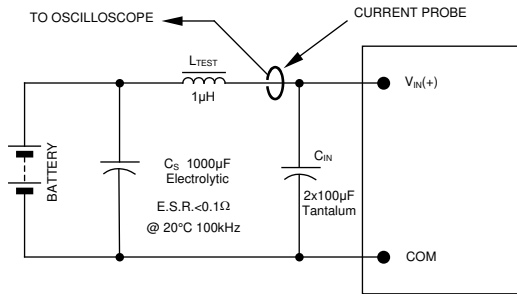 TO OSCILLOSCOPE
CURRENT PROBE
LTEST
1µH
VIN(+)
BATTERY
CS 1000µF
Electrolytic
E.S.R.<0.1Ω
@ 20°C 100kHz
CIN
2x100µF
Tantalum
COM